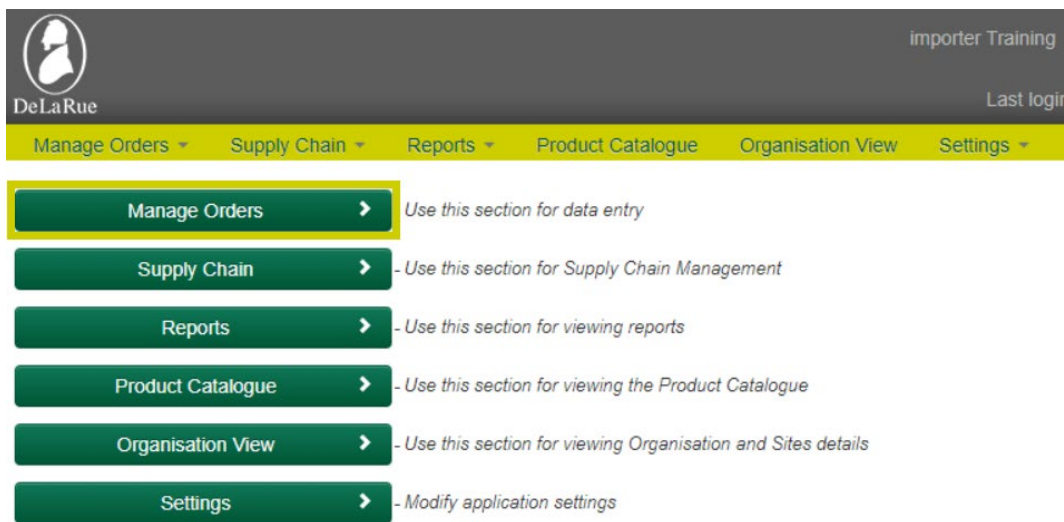 importer Training
DeLaRue
Last login
Manage Orders Supply Chain Reports Product Catalogue Organisation View Settings
Manage Orders Use this section for data entry
Supply Chain - Use this section for Supply Chain Management
Reports - Use this section for viewing reports
Product Catalogue - Use this section for viewing the Product Catalogue
Organisation View - Use this section for viewing Organisation and Sites details
Settings - Modify application settings